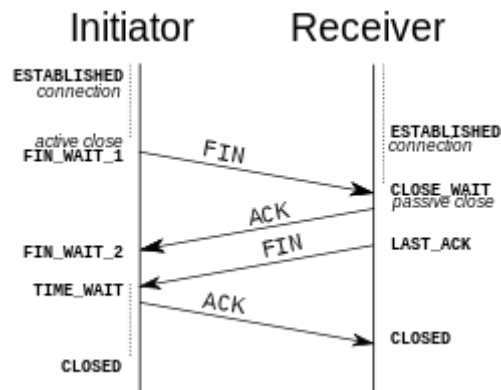 Initiator
Receiver
ESTABLISHED
connection
ESTABLISHED
connection
active close
FIN_WAIT_1
FIN
CLOSE_WAIT
passive close
ACK
FIN
LAST_ACK
FIN_WAIT_2
TIME_WAIT
ACK
CLOSED
CLOSED